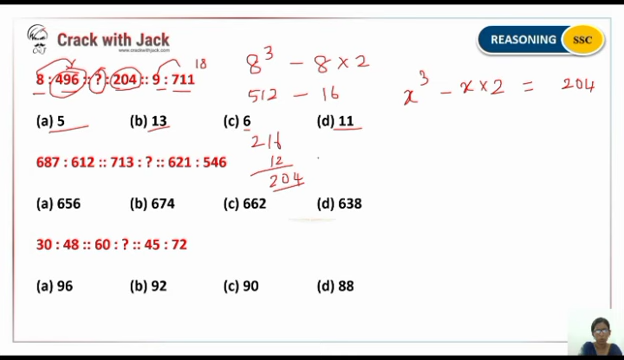 Crack with Jack
www.crackwithjack.com
REASONING SSC
8 : 496 :: ? : 204 :: 9 : 711
18
8³ - 8 × 2
512 - 16
x³ - x × 2 = 204
(a) 5 (b) 13 (c) 6 (d) 11
216
12
204
687 : 612 :: 713 : ? :: 621 : 546
(a) 656 (b) 674 (c) 662 (d) 638
30 : 48 :: 60 : ? :: 45 : 72
(a) 96 (b) 92 (c) 90 (d) 88